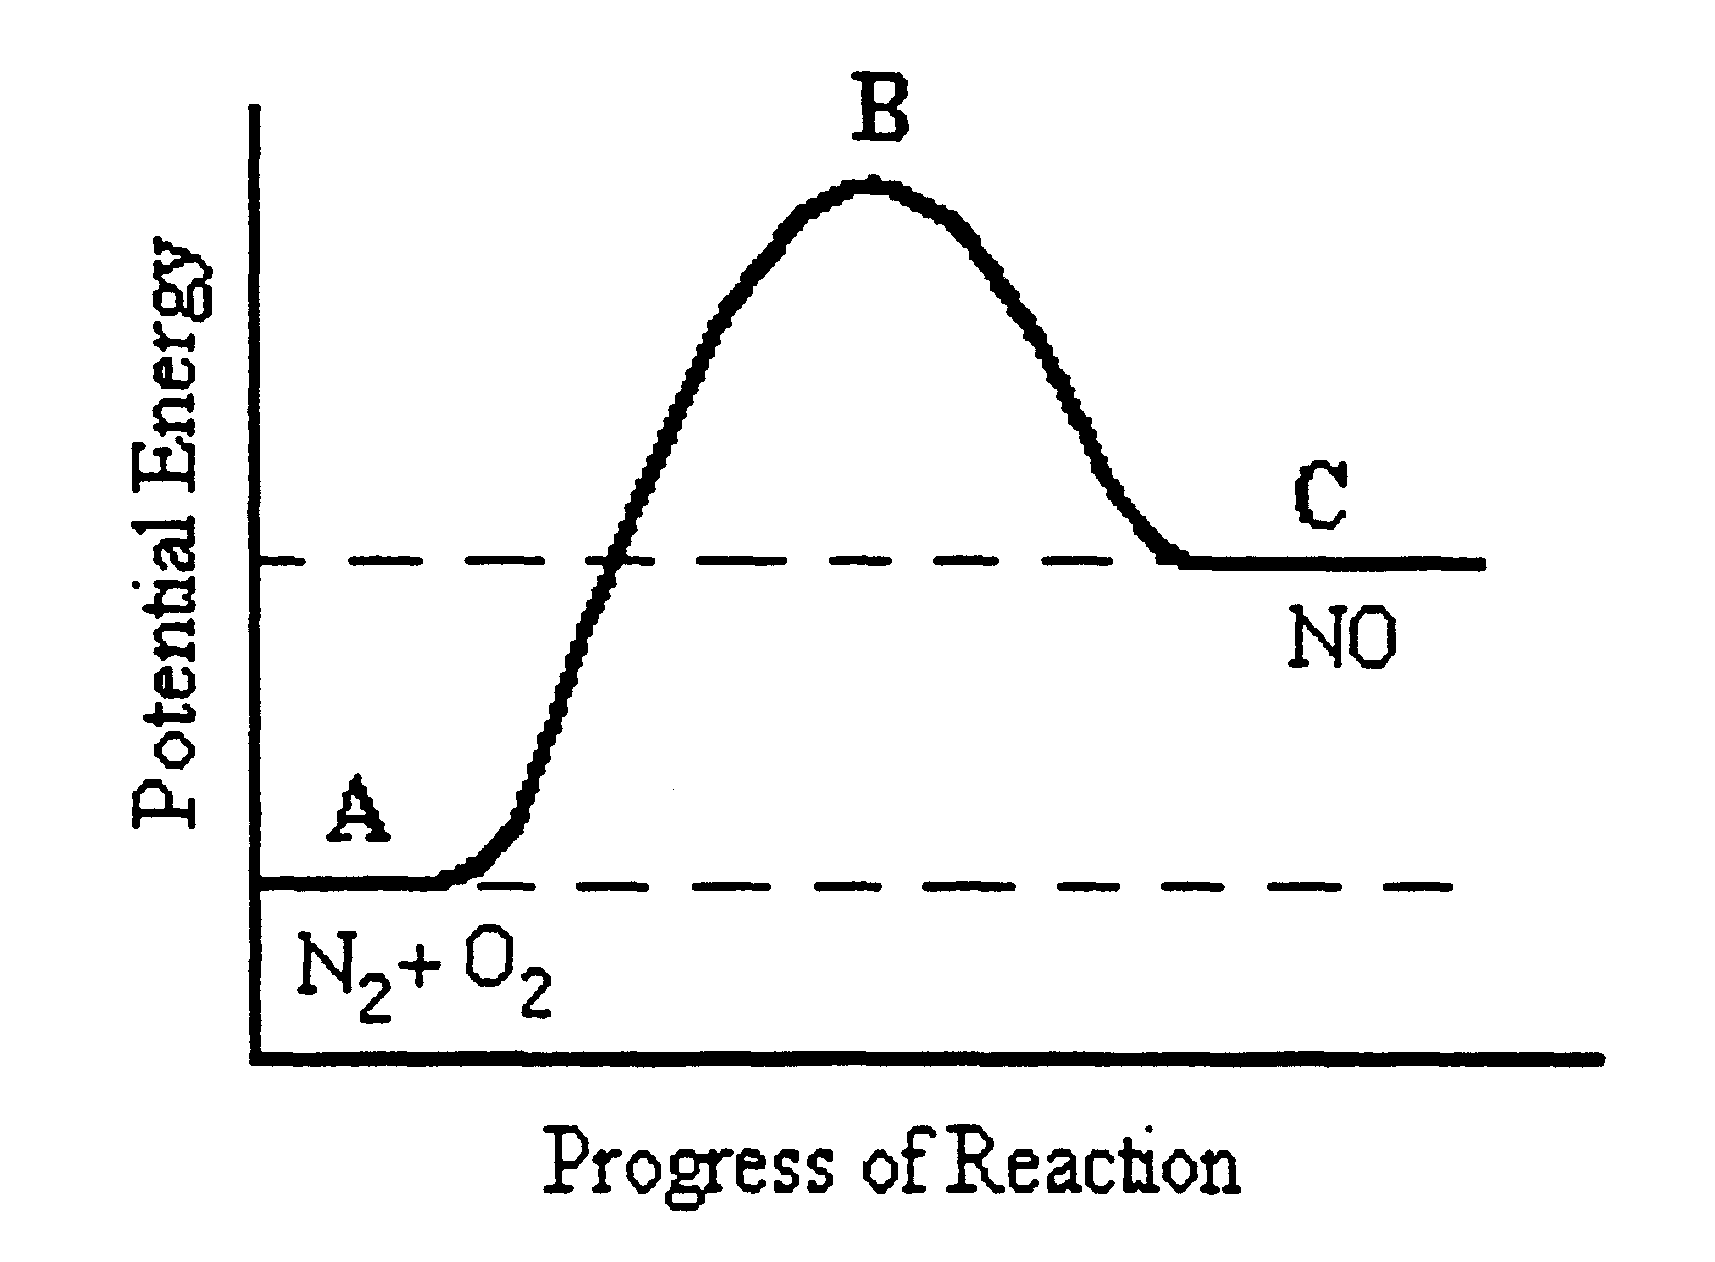 B
Potential Energy
C
NO
A
N₂ + O₂
Progress of Reaction